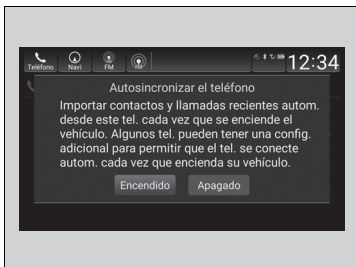 Teléfono Navi FM 12:34
Autosincronizar el teléfono
Importar contactos y llamadas recientes autom.
desde este tel. cada vez que se enciende el
vehículo. Algunos tel. pueden tener una config.
adicional para permitir que el tel. se conecte
autom. cada vez que encienda su vehículo.
Encendido Apagado